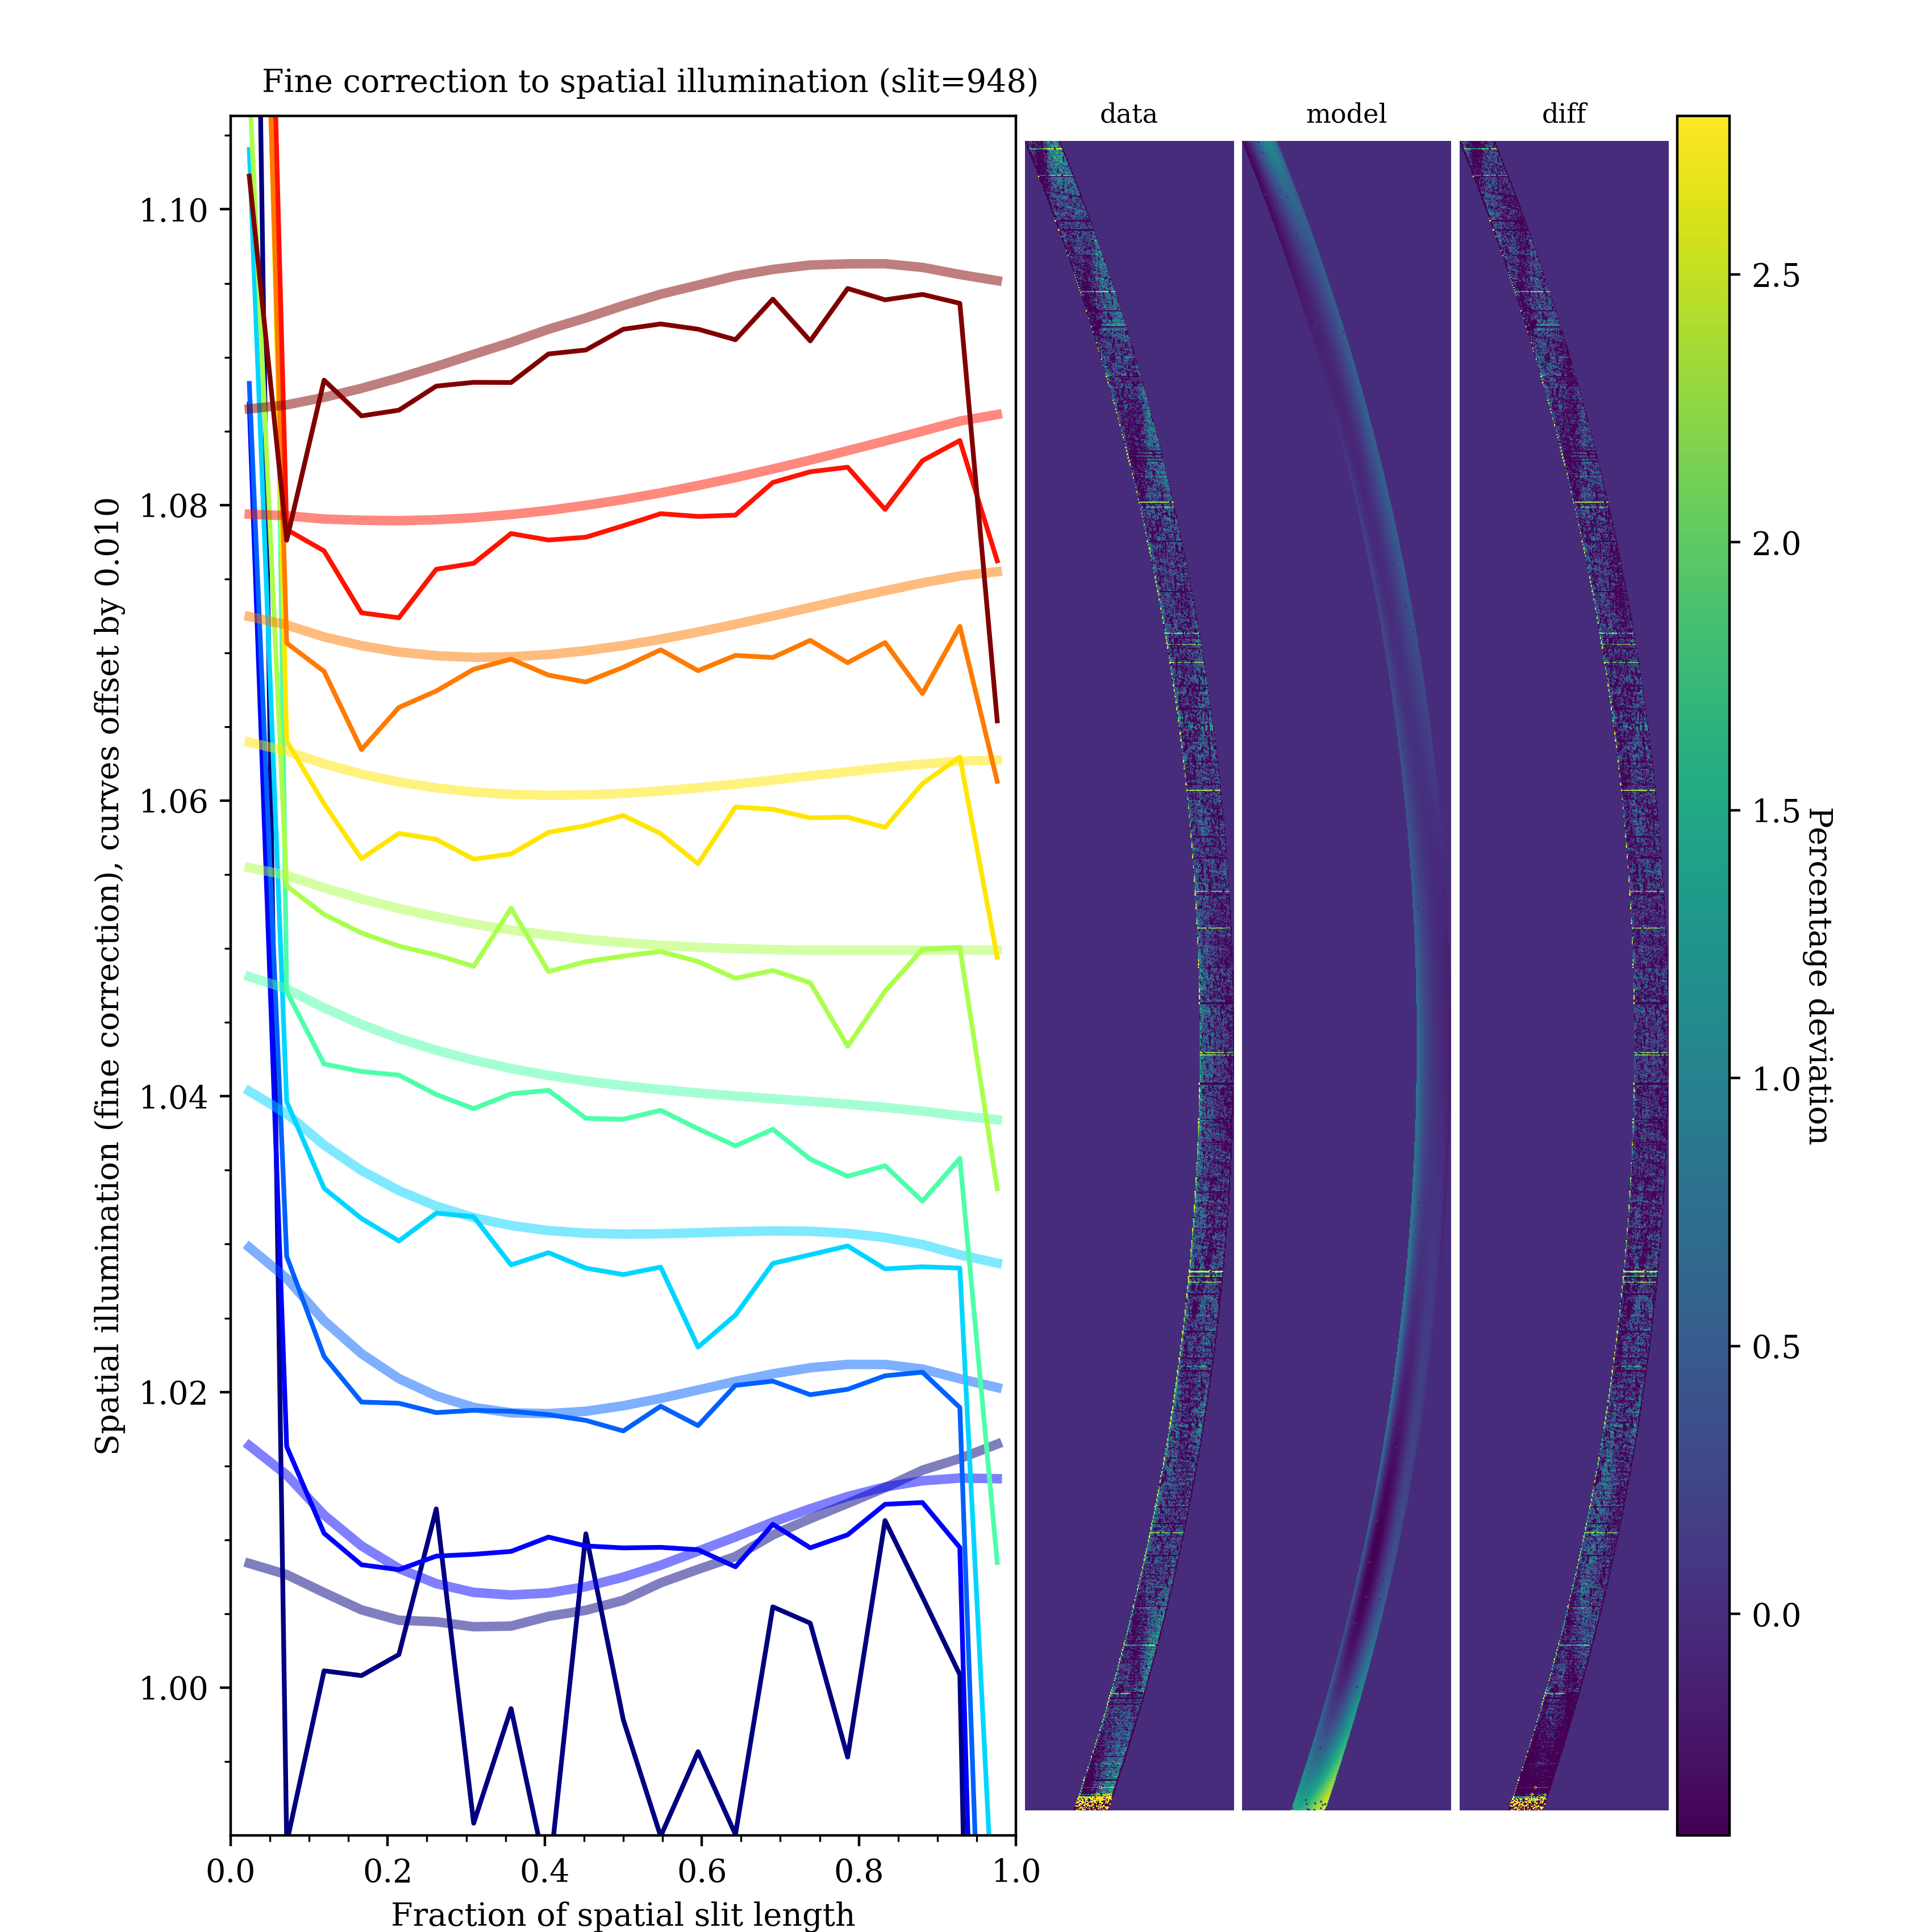 Fine correction to spatial illumination (slit=948)
data
model
diff
1.10
1.08
1.06
1.04
1.02
1.00
Spatial illumination (fine correction), curves offset by 0.010
0.0
0.2
0.4
0.6
0.8
1.0
Fraction of spatial slit length
2.5
2.0
1.5
1.0
0.5
0.0
Percentage deviation